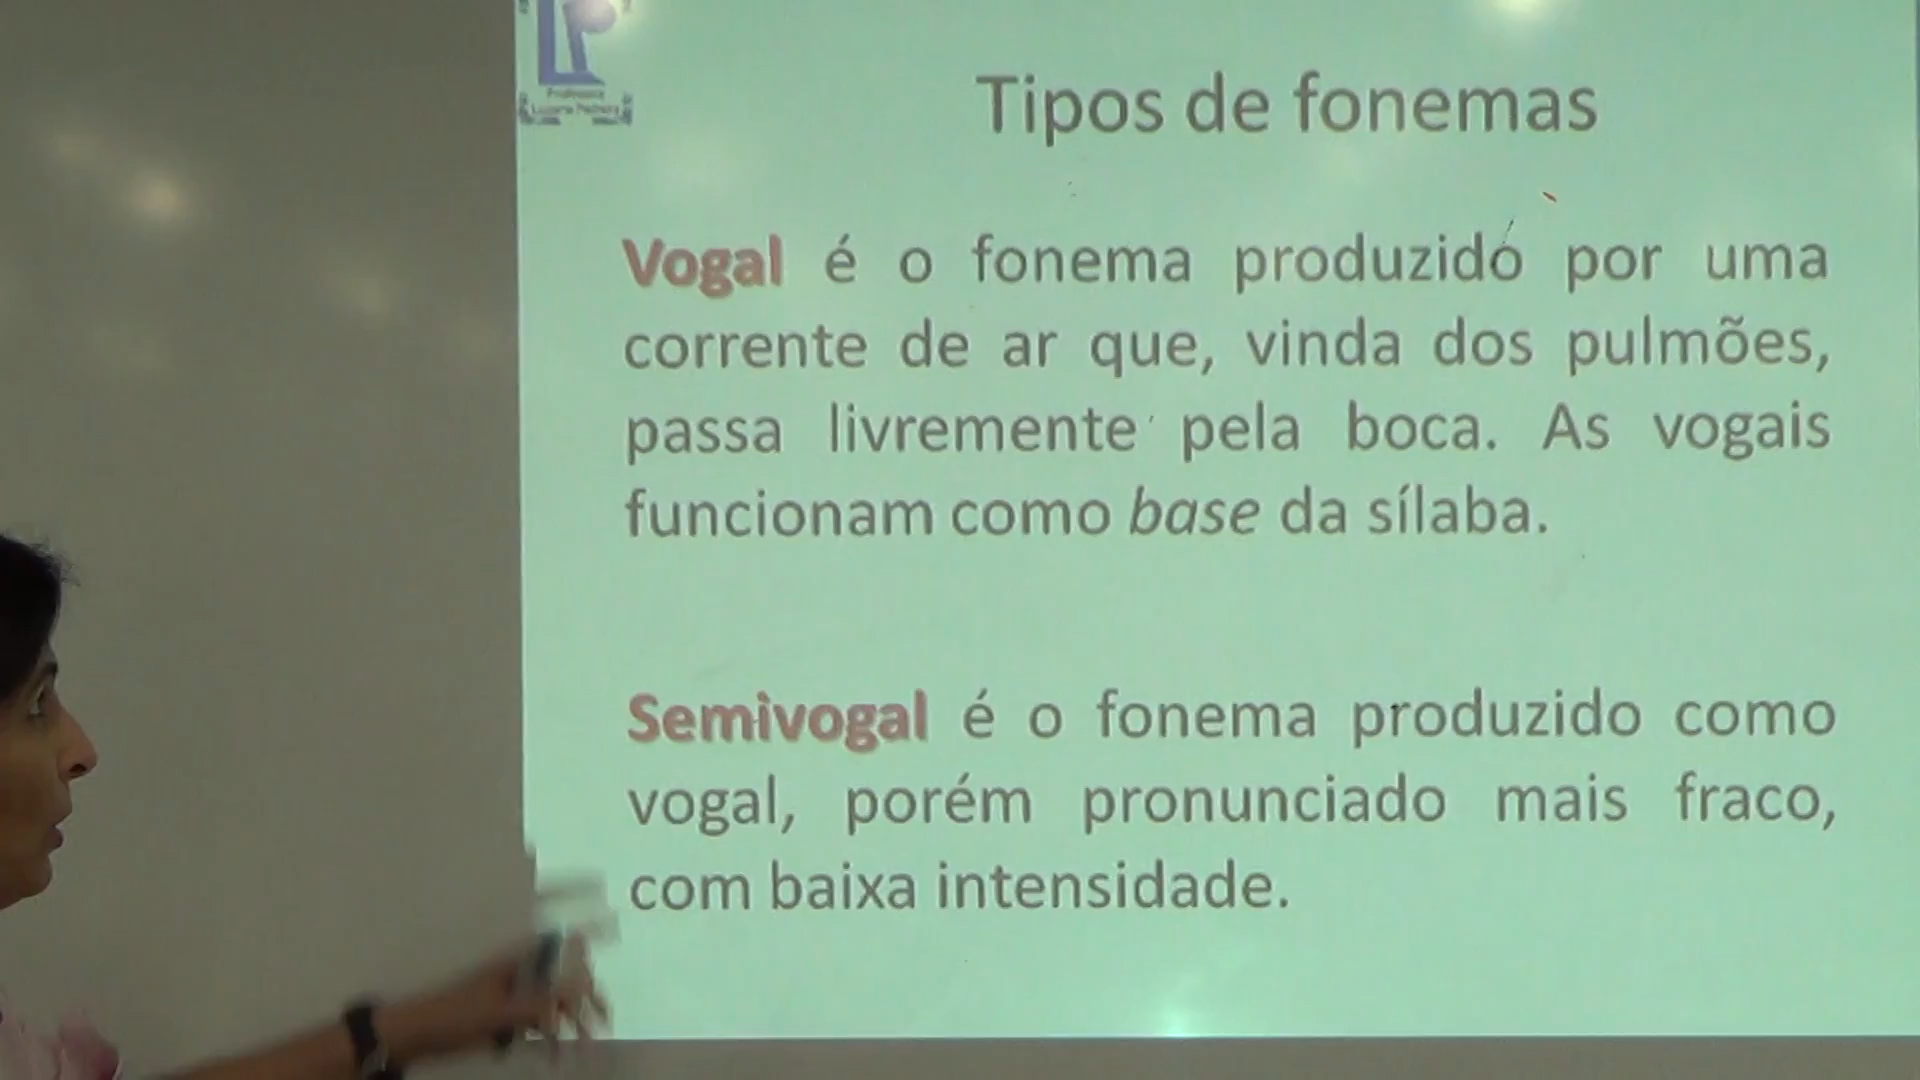 Tipos de fonemas
Vogal é o fonema produzido por uma
corrente de ar que, vinda dos pulmões,
passa livremente pela boca. As vogais
funcionam como base da sílaba.
Semivogal é o fonema produzido como
vogal, porém pronunciado mais fraco,
com baixa intensidade.